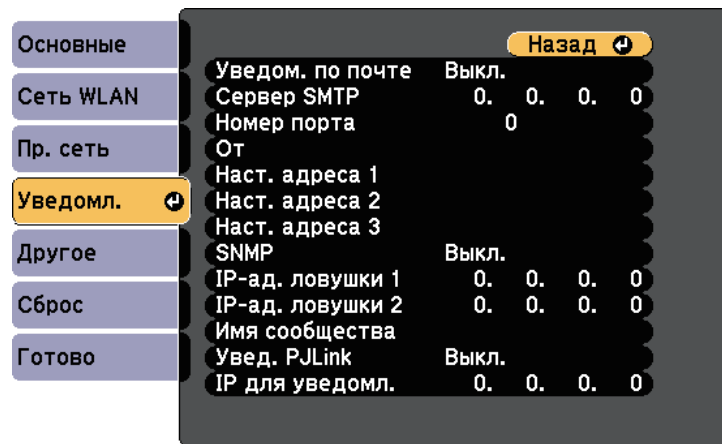 Основные
Сеть WLAN
Пр. сеть
Уведомл.
Другое
Сброс
Готово
Назад
Уведом. по почте Выкл.
Сервер SMTP 0. 0. 0. 0
Номер порта 0
От
Наст. адреса 1
Наст. адреса 2
Наст. адреса 3
SNMP Выкл.
IP-ад. ловушки 1 0. 0. 0. 0
IP-ад. ловушки 2 0. 0. 0. 0
Имя сообщества
Увед. PJLink Выкл.
IP для уведомл. 0. 0. 0. 0